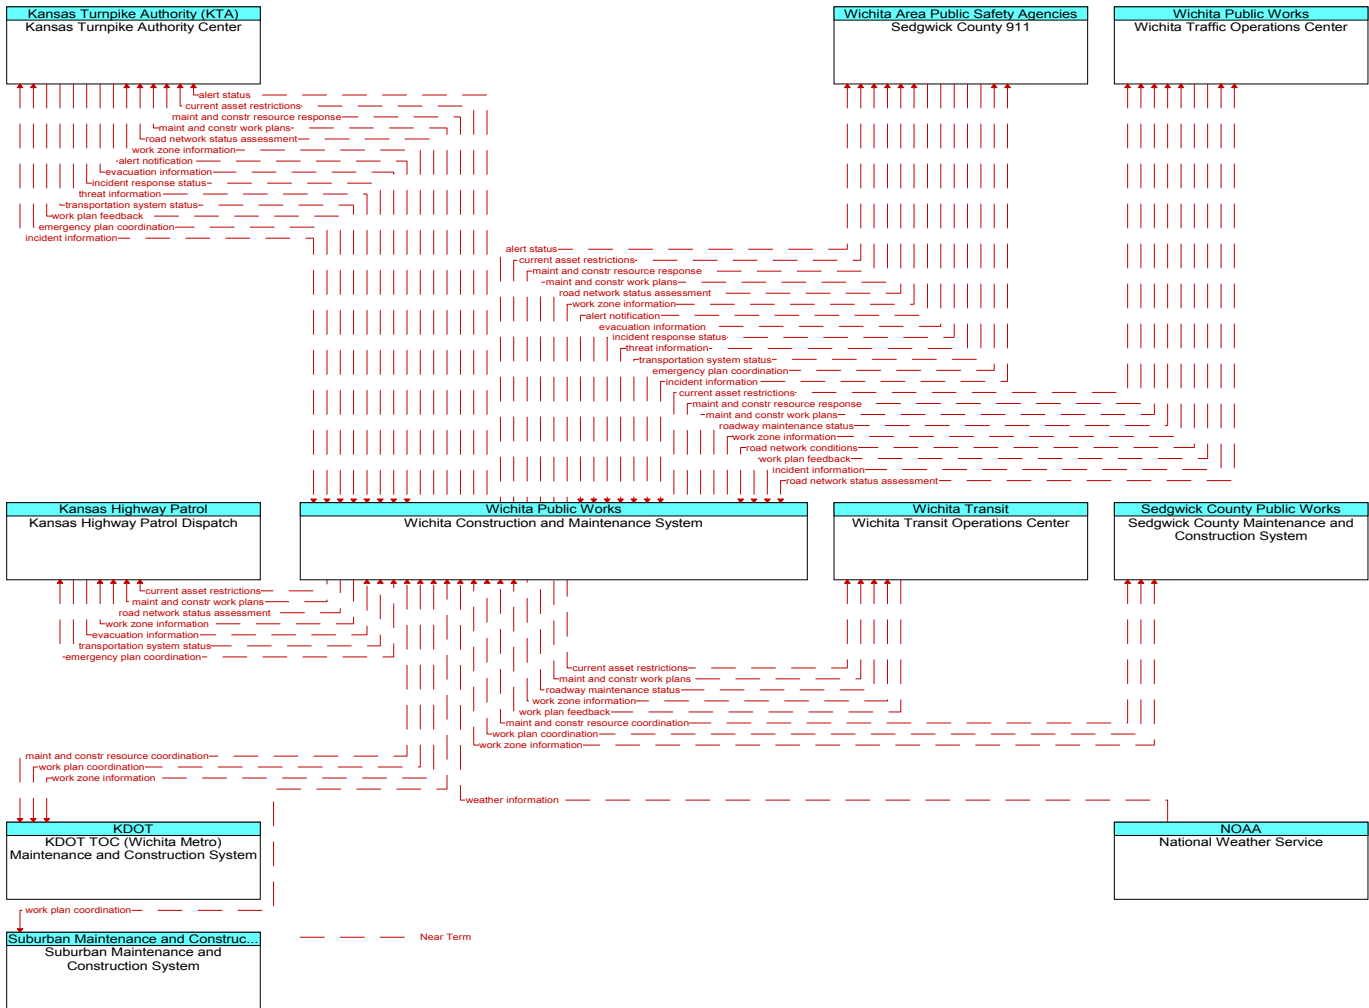 Kansas Turnpike Authority (KTA)
Kansas Turnpike Authority Center
Wichita Area Public Safety Agencies
Sedgwick County 911
Wichita Public Works
Wichita Traffic Operations Center
alert status
current asset restrictions
maint and constr resource response
maint and constr work plans
road network status assessment
work zone information
alert notification
evacuation information
incident response status
threat information
transportation system status
work plan feedback
emergency plan coordination
incident information
alert status
current asset restrictions
maint and constr resource response
maint and constr work plans
road network status assessment
work zone information
alert notification
evacuation information
incident response status
threat information
transportation system status
emergency plan coordination
incident information
current asset restrictions
maint and constr resource response
maint and constr work plans
roadway maintenance status
work zone information
road network conditions
work plan feedback
incident information
road network status assessment
Kansas Highway Patrol
Kansas Highway Patrol Dispatch
Wichita Public Works
Wichita Construction and Maintenance System
Wichita Transit
Wichita Transit Operations Center
Sedgwick County Public Works
Sedgwick County Maintenance and
Construction System
current asset restrictions
maint and constr work plans
road network status assessment
work zone information
evacuation information
transportation system status
emergency plan coordination
current asset restrictions
maint and constr work plans
roadway maintenance status
work zone information
work plan feedback
maint and constr resource coordination
work plan coordination
work zone information
maint and constr resource coordination
work plan coordination
work zone information
weather information
KDOT
KDOT TOC (Wichita Metro)
Maintenance and Construction System
NOAA
National Weather Service
work plan coordination
Suburban Maintenance and Construc...
Suburban Maintenance and
Construction System
Near Term